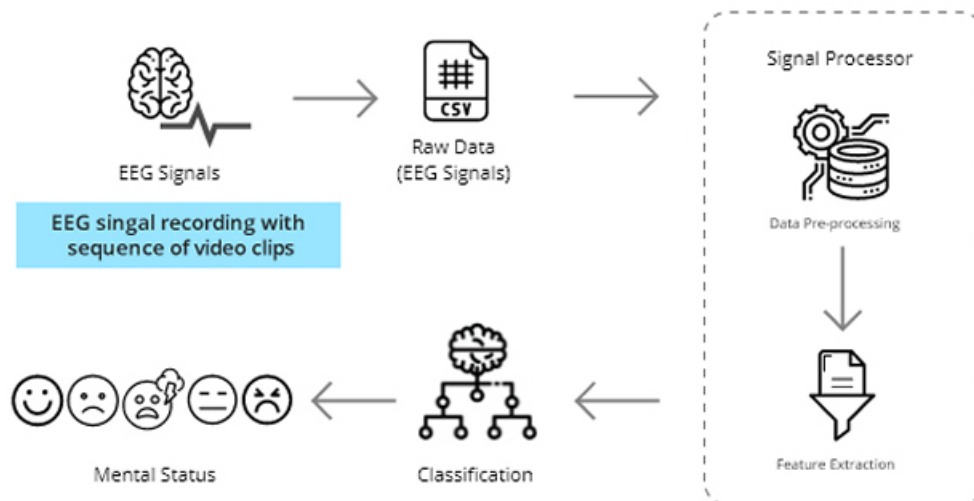 EEG Signals
EEG singal recording with
sequence of video clips
CSV
Raw Data
(EEG Signals)
Signal Processor
Data Pre-processing
Feature Extraction
Classification
Mental Status